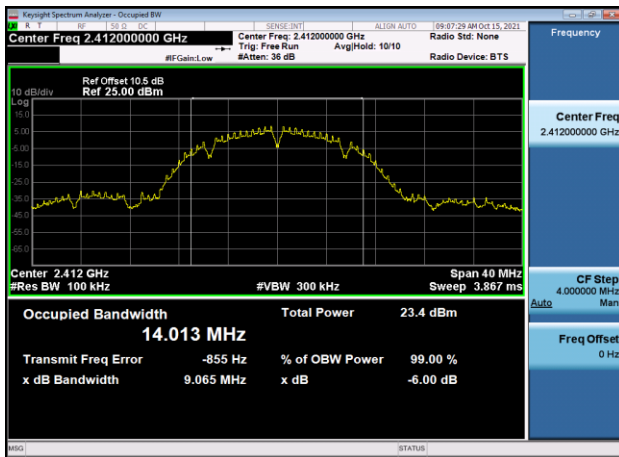 Keysight Spectrum Analyzer - Occupied BW
R T RF 50 Ω DC SENSE:INT ALIGN AUTO 09:07:29 AM Oct 15, 2021
Center Freq 2.412000000 GHz
Center Freq: 2.412000000 GHz Radio Std: None
Trig: Free Run Avg|Hold: 10/10
#IFGain:Low #Atten: 36 dB Radio Device: BTS
Ref Offset 10.5 dB
10 dB/div Ref 25.00 dBm
Log
15.0
5.00
-15.0
-25.0
-35.0
-45.0
-55.0
-65.0
Center 2.412 GHz Span 40 MHz
#Res BW 100 kHz #VBW 300 kHz Sweep 3.867 ms
Occupied Bandwidth Total Power 23.4 dBm
14.013 MHz
Transmit Freq Error -855 Hz % of OBW Power 99.00 %
x dB Bandwidth 9.065 MHz x dB -6.00 dB
MSG STATUS
Frequency
Center Freq
2.412000000 GHz
CF Step
4.000000 MHz
Auto Man
Freq Offset
0 Hz